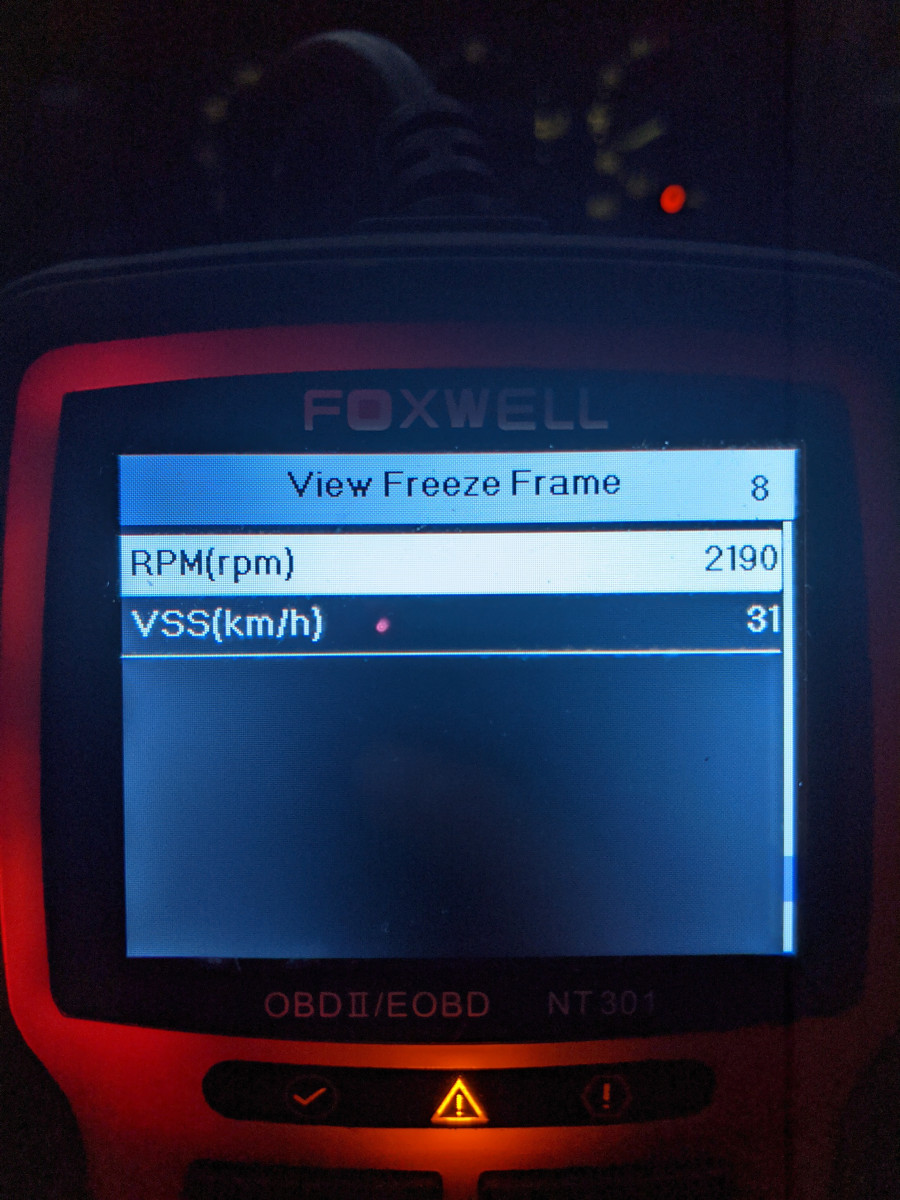 FOXWELL
View Freeze Frame 8
RPM(rpm) 2190
VSS(km/h) 31
OBDⅡ/EOBD NT301